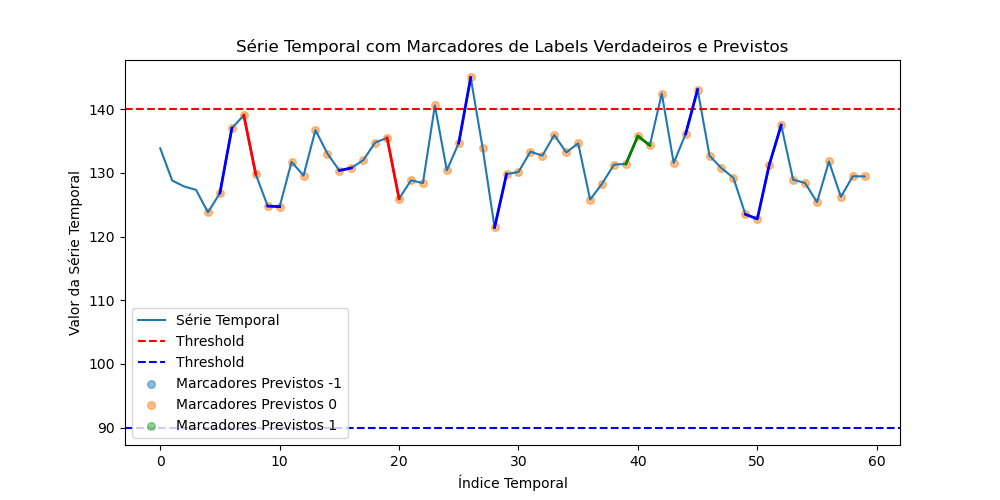 Série Temporal com Marcadores de Labels Verdadeiros e Previstos
Valor da Série Temporal
140
130
120
110
100
90
Série Temporal
Threshold
Threshold
Marcadores Previstos -1
Marcadores Previstos 0
Marcadores Previstos 1
0
10
20
30
40
50
60
Índice Temporal